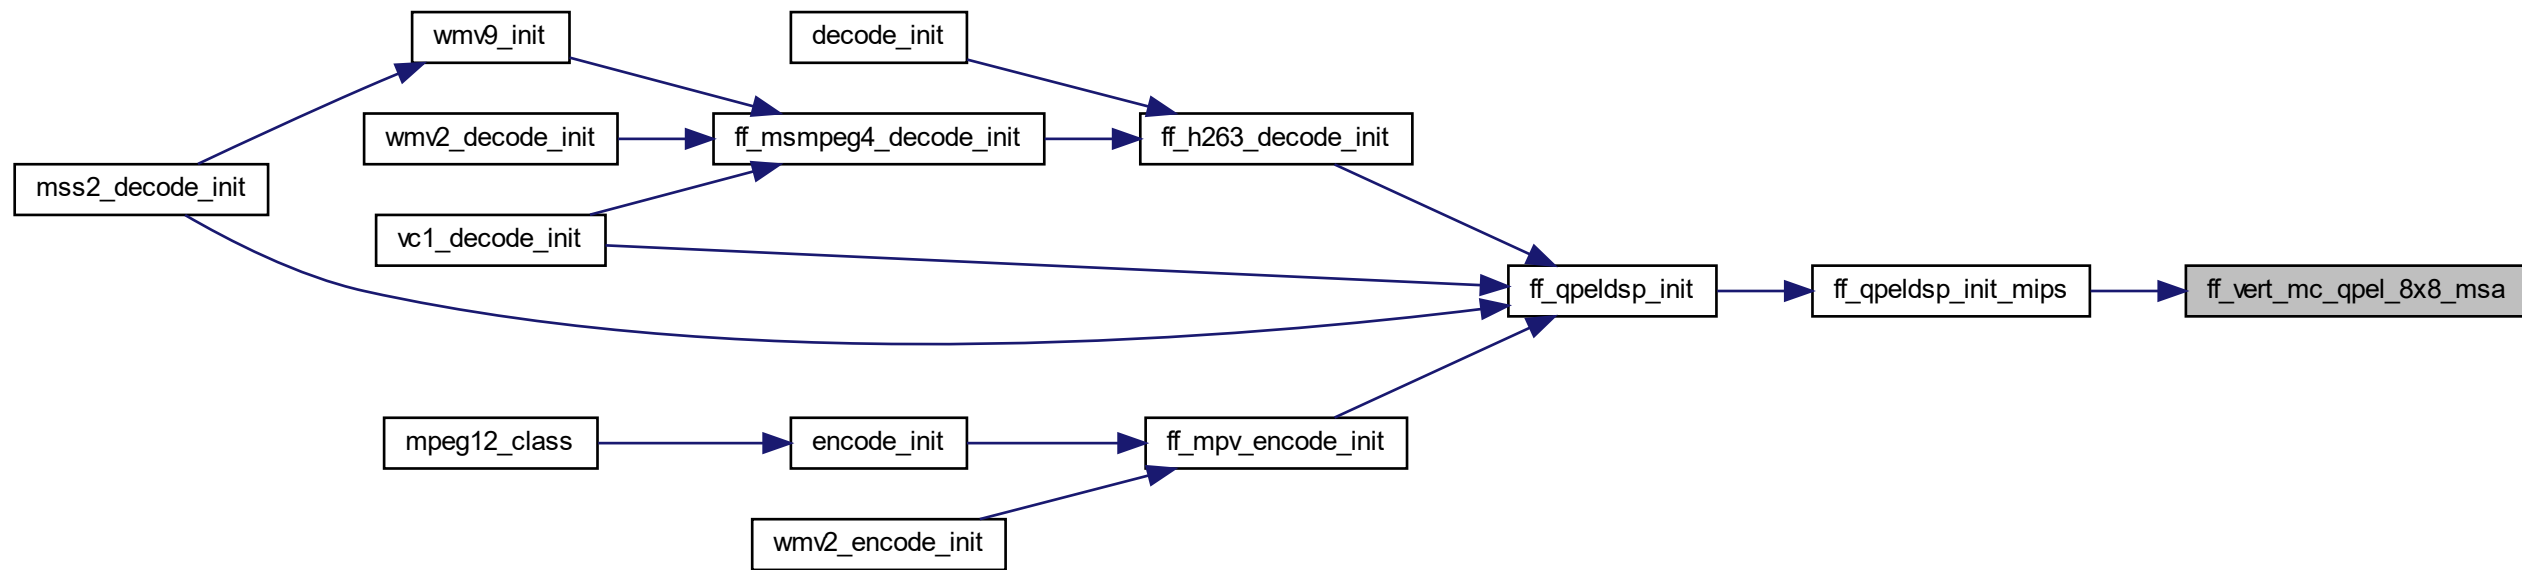 wmv9_init
decode_init
wmv2_decode_init
ff_msmpeg4_decode_init
ff_h263_decode_init
mss2_decode_init
vc1_decode_init
ff_qpeldsp_init
ff_qpeldsp_init_mips
ff_vert_mc_qpel_8x8_msa
mpeg12_class
encode_init
ff_mpv_encode_init
wmv2_encode_init